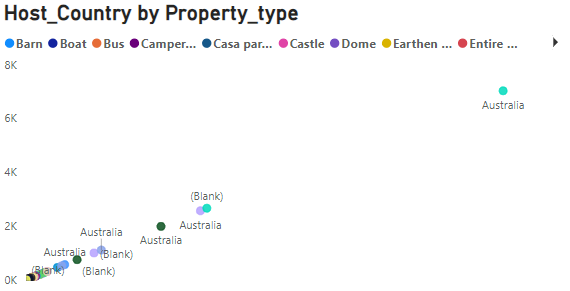 Host_Country by Property_type
Barn Boat Bus Camper... Casa par... Castle Dome Earthen ... Entire ...
8K
6K
Australia
4K
(Blank)
2K
Australia
Australia
Australia
Australia
(Blank)
(Blank)
(Blank)
0K